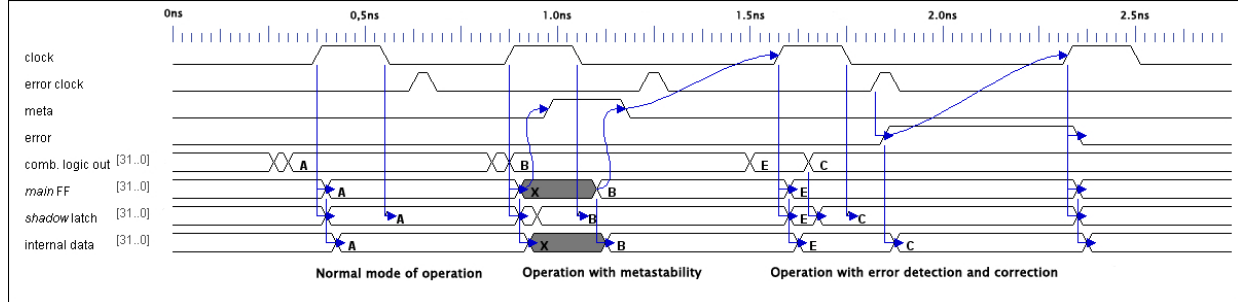 0ns 0,5ns 1.0ns 1.5ns 2.0ns 2.5ns
clock
error clock
meta
error
comb. logic out [31..0] A B E C
main FF [31..0] A X B E
shadow latch [31..0] A B E C
internal data [31..0] A X B E C
Normal mode of operation Operation with metastability Operation with error detection and correction